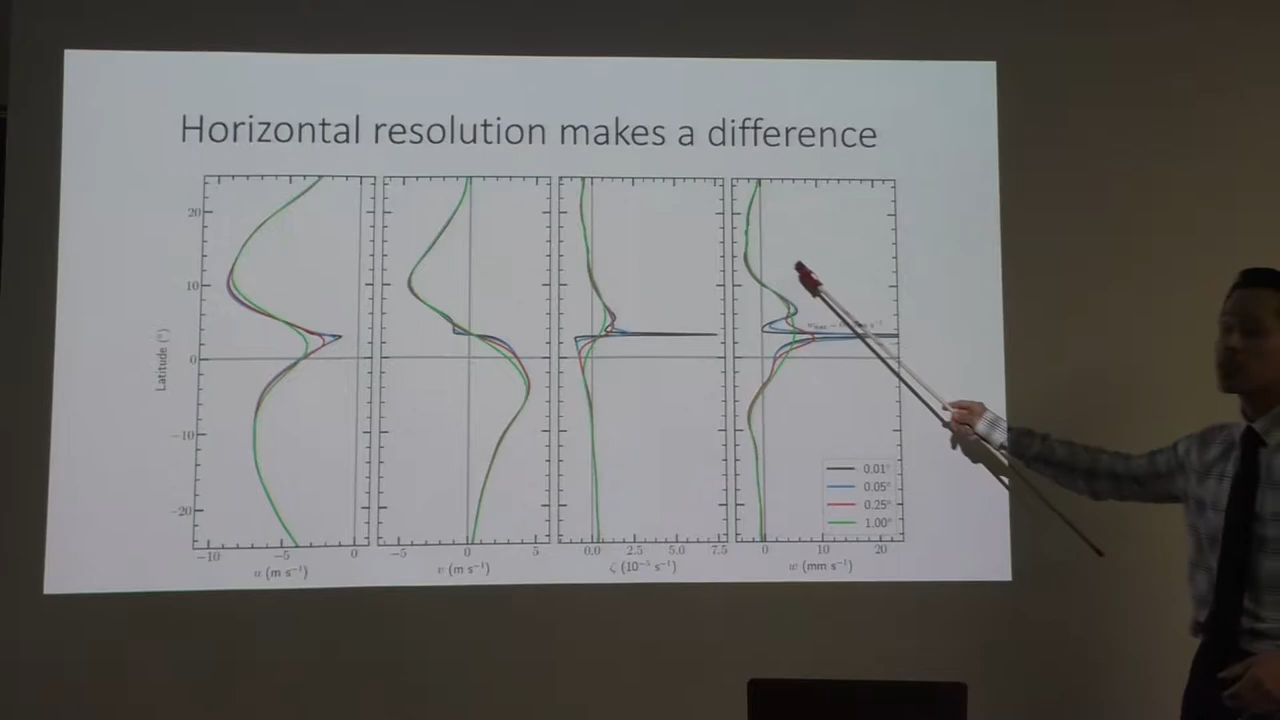 Horizontal resolution makes a difference
Latitude (°)
20
10
0
−10
−20
−10 −5 0
u (m s⁻¹)
−5 0 5
v (m s⁻¹)
0.0 2.5 5.0 7.5
ζ (10⁻⁵ s⁻¹)
0 10 20
w (mm s⁻¹)
0.01°
0.05°
0.25°
1.00°